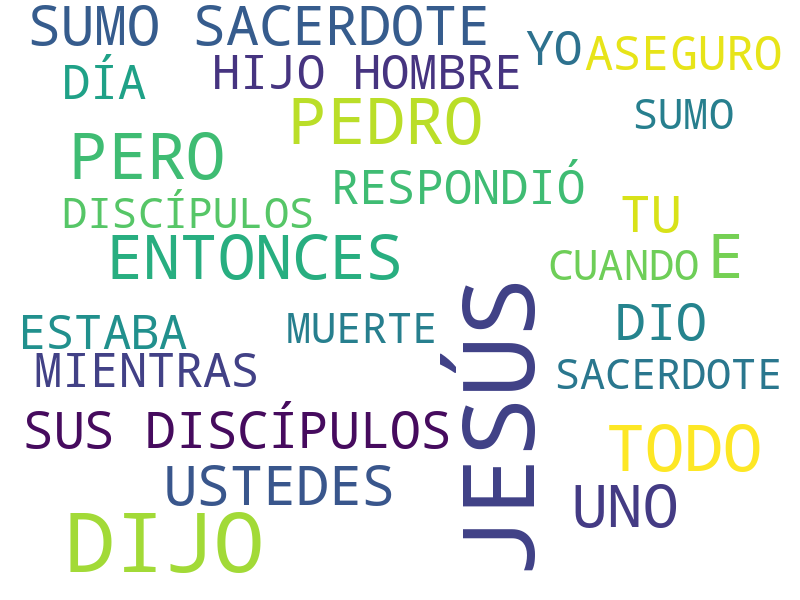 SUMO SACERDOTE
YO
ASEGURO
DÍA
HIJO HOMBRE
PEDRO
SUMO
PERO
RESPONDIÓ
DISCÍPULOS
TU
ENTONCES
CUANDO
E
ESTABA
MUERTE
JESÚS
DIO
MIENTRAS
SACERDOTE
SUS DISCÍPULOS
TODO
USTEDES
UNO
DIJO